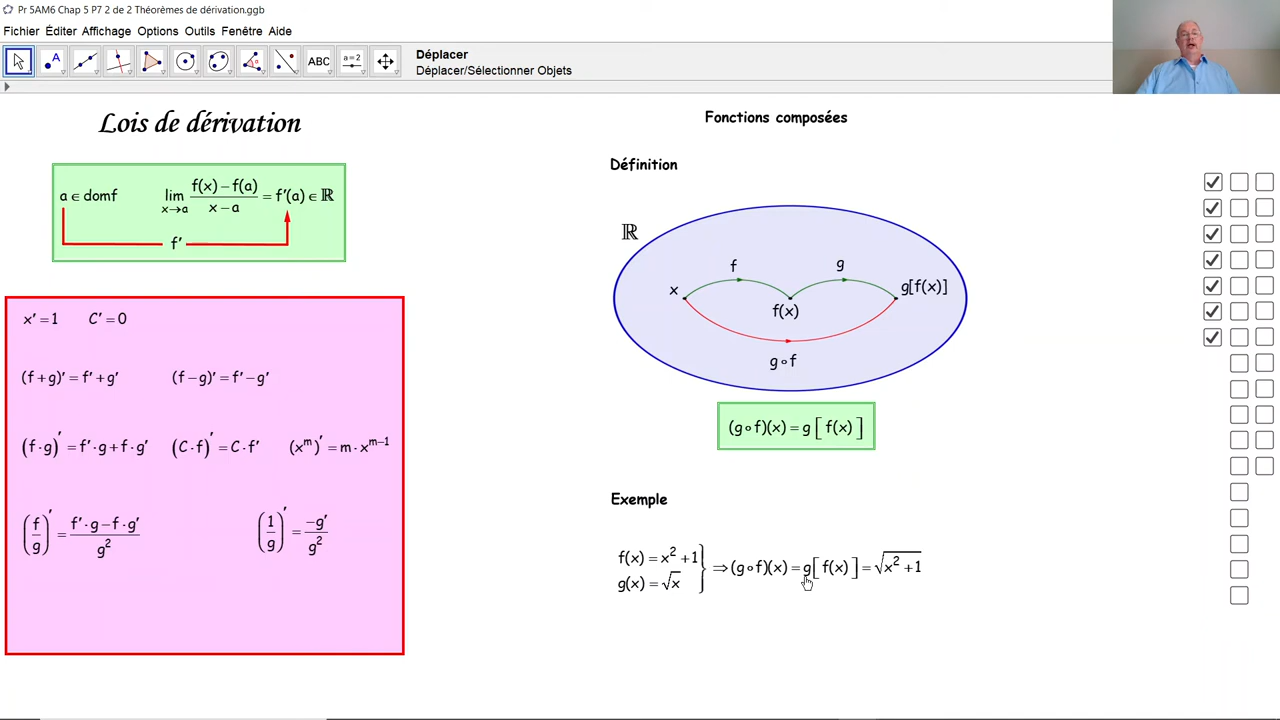 Pr 5AM6 Chap 5 P7 2 de 2 Théorèmes de dérivation.ggb
Fichier Éditer Affichage Options Outils Fenêtre Aide
A ABC a=2 Déplacer
Déplacer/Sélectionner Objets
Lois de dérivation
a ∈ domf lim x→a (f(x) − f(a))/(x − a) = f′(a) ∈ ℝ
f′
x′ = 1 C′ = 0
(f + g)′ = f′ + g′ (f − g)′ = f′ − g′
(f · g)′ = f′ · g + f · g′ (C · f)′ = C · f′ (x^m)′ = m · x^(m−1)
(f/g)′ = (f′ · g − f · g′)/g² (1/g)′ = −g′/g²
Fonctions composées
Définition
ℝ
f g
x g[f(x)]
f(x)
g∘f
(g∘f)(x) = g[f(x)]
Exemple
f(x) = x² + 1
g(x) = √x
} ⇒ (g∘f)(x) = g[f(x)] = √(x² + 1)